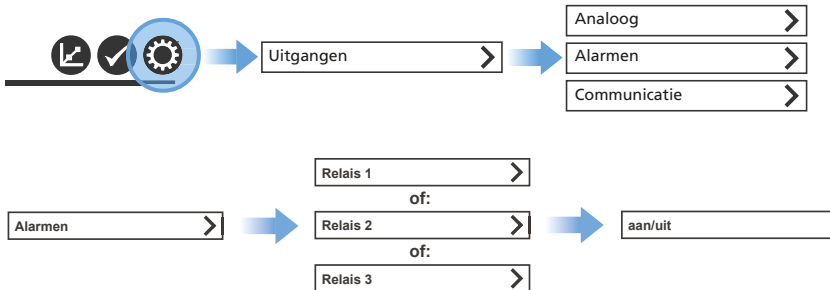 Uitgangen
Analoog
Alarmen
Communicatie
Alarmen
Relais 1
of:
Relais 2
of:
Relais 3
aan/uit